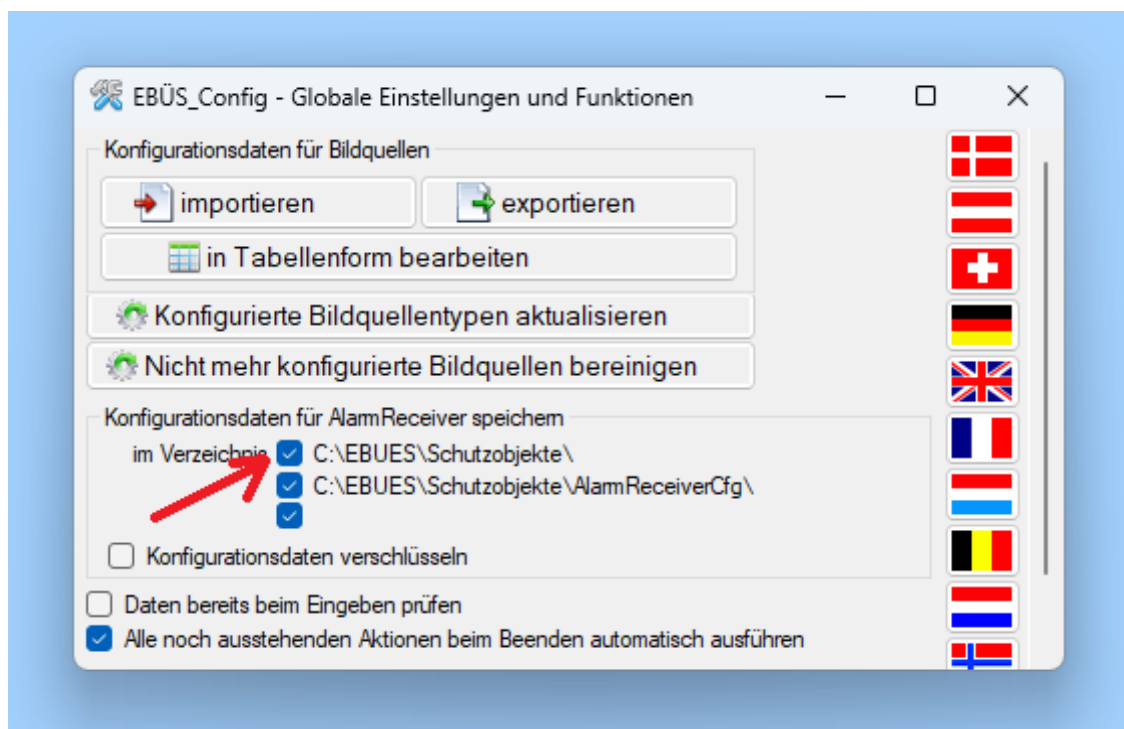 EBÜS_Config - Globale Einstellungen und Funktionen
Konfigurationsdaten für Bildquellen
importieren
exportieren
in Tabellenform bearbeiten
Konfigurierte Bildquellentypen aktualisieren
Nicht mehr konfigurierte Bildquellen bereinigen
Konfigurationsdaten für AlarmReceiver speichern
im Verzeichnis C:\EBUES\Schutzobjekte\
C:\EBUES\Schutzobjekte\AlarmReceiverCfg\
Konfigurationsdaten verschlüsseln
Daten bereits beim Eingeben prüfen
Alle noch ausstehenden Aktionen beim Beenden automatisch ausführen